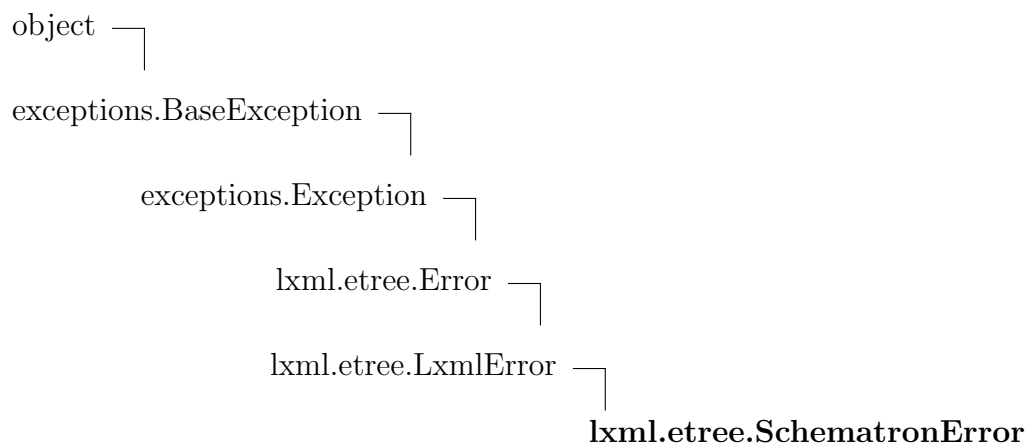 object
exceptions.BaseException
exceptions.Exception
lxml.etree.Error
lxml.etree.LxmlError
lxml.etree.SchematronError